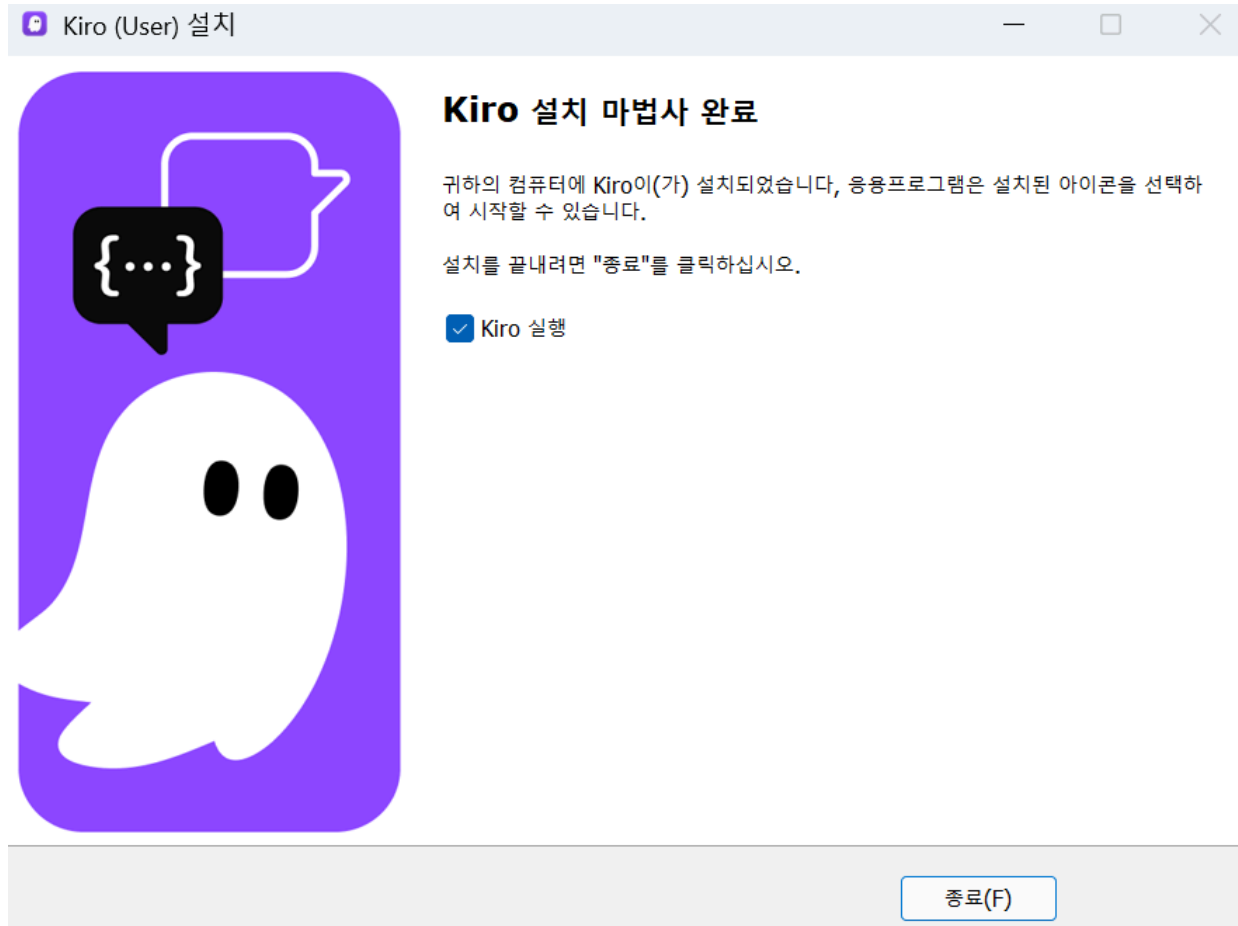 Kiro (User) 설치
Kiro 설치 마법사 완료
귀하의 컴퓨터에 Kiro이(가) 설치되었습니다, 응용프로그램은 설치된 아이콘을 선택하
여 시작할 수 있습니다.
설치를 끝내려면 "종료"를 클릭하십시오.
Kiro 실행
{···}
종료(F)